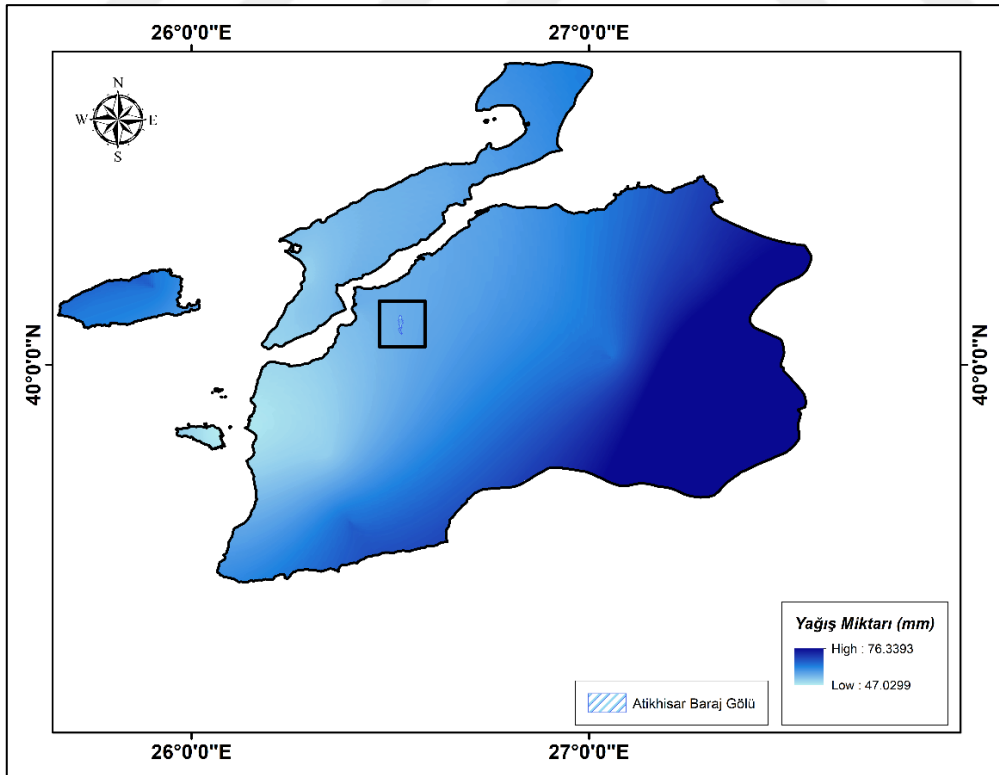 26°0'0"E 27°0'0"E
N
W E
S
40°0'0"N 40°0'0"N
Yağış Miktarı (mm)
High : 76.3393
Low : 47.0299
Atikhisar Baraj Gölü
26°0'0"E 27°0'0"E